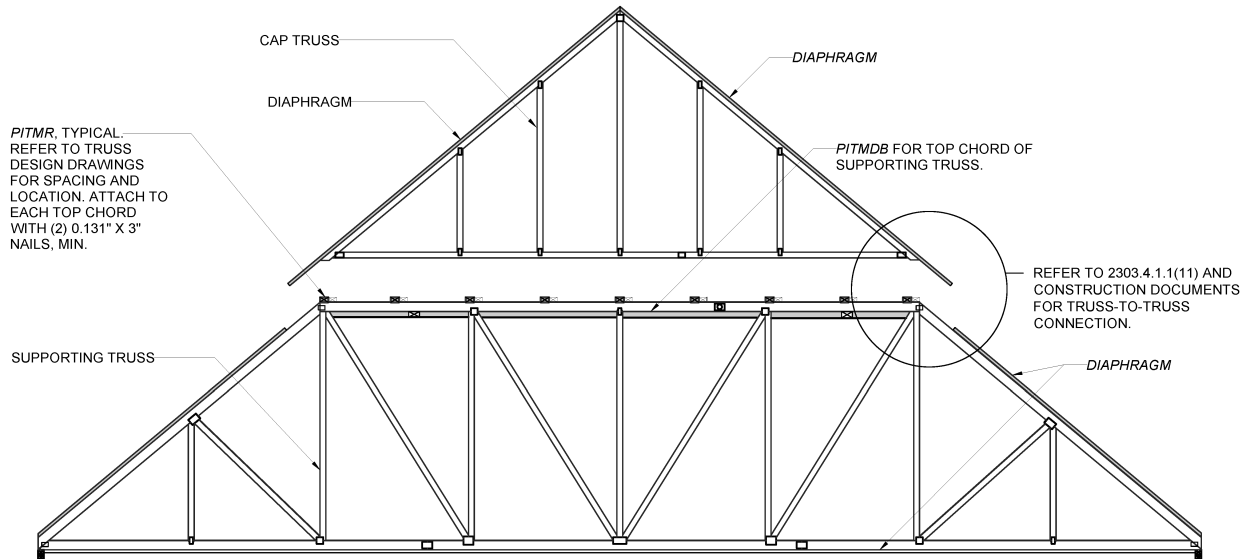 CAP TRUSS
DIAPHRAGM
DIAPHRAGM
PITMR, TYPICAL.
REFER TO TRUSS
DESIGN DRAWINGS
FOR SPACING AND
LOCATION. ATTACH TO
EACH TOP CHORD
WITH (2) 0.131" X 3"
NAILS, MIN.
PITMDB FOR TOP CHORD OF
SUPPORTING TRUSS.
REFER TO 2303.4.1.1(11) AND
CONSTRUCTION DOCUMENTS
FOR TRUSS-TO-TRUSS
CONNECTION.
SUPPORTING TRUSS
DIAPHRAGM